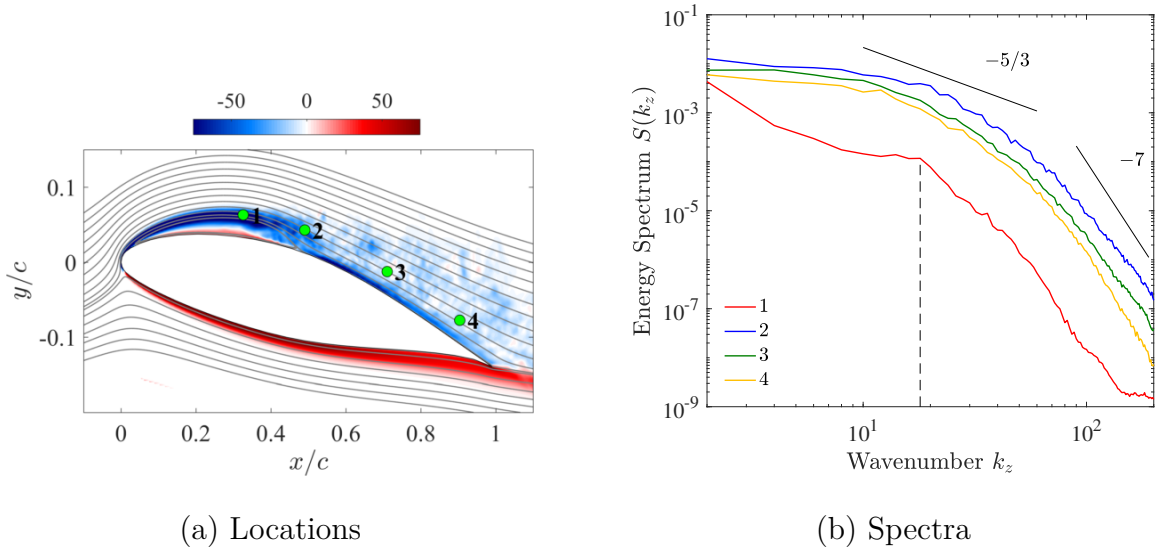 -50 0 50
0.1
0
-0.1
y/c
1
2
3
4
0 0.2 0.4 0.6 0.8 1
x/c
(a) Locations
10^-1
10^-3
10^-5
10^-7
10^-9
Energy Spectrum S(k_z)
−5/3
−7
1
2
3
4
10^1 10^2
Wavenumber k_z
(b) Spectra